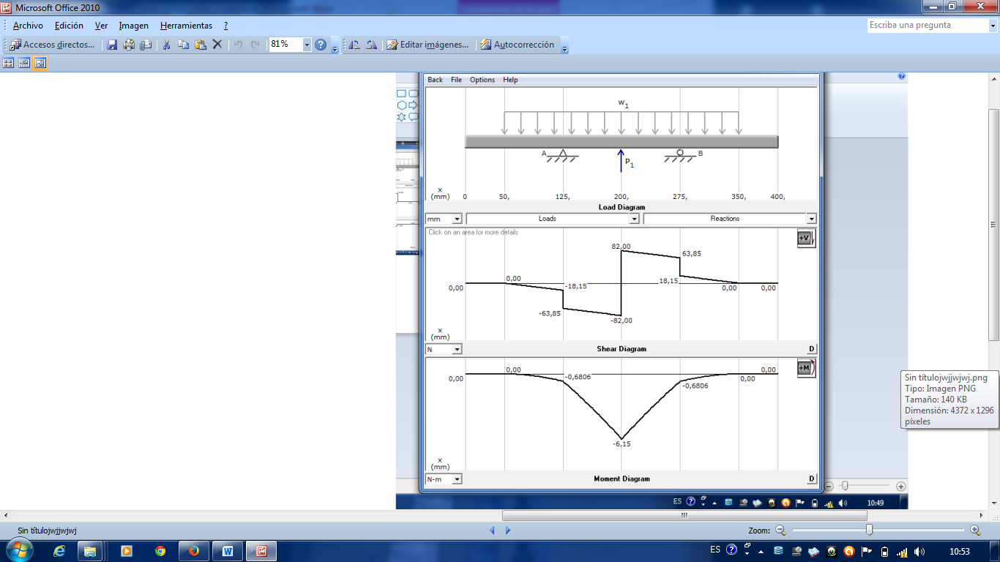 Microsoft Office 2010
Archivo Edición Ver Imagen Herramientas ?
Escriba una pregunta
Accesos directos... 81% Editar imágenes... Autocorrección
Back File Options Help
w1
A B
P1
x
(mm) 0 50, 125, 200, 275, 350, 400,
Load Diagram
mm Loads Reactions
Click on an area for more details
+V
82,00
63,85
0,00
-18,15
18,15
0,00
0,00
0,00
-63,85
-82,00
x
(mm)
N Shear Diagram D
+M
0,00
0,00
0,00
-0,6806
0,00
-0,6806
-6,15
x
(mm)
N-m Moment Diagram D
Sin títulojwjjwjwj.png
Tipo: Imagen PNG
Tamaño: 140 KB
Dimensión: 4372 x 1296
píxeles
ES 10:49
Sin títulojwjjwjwj Zoom:
ES 10:53